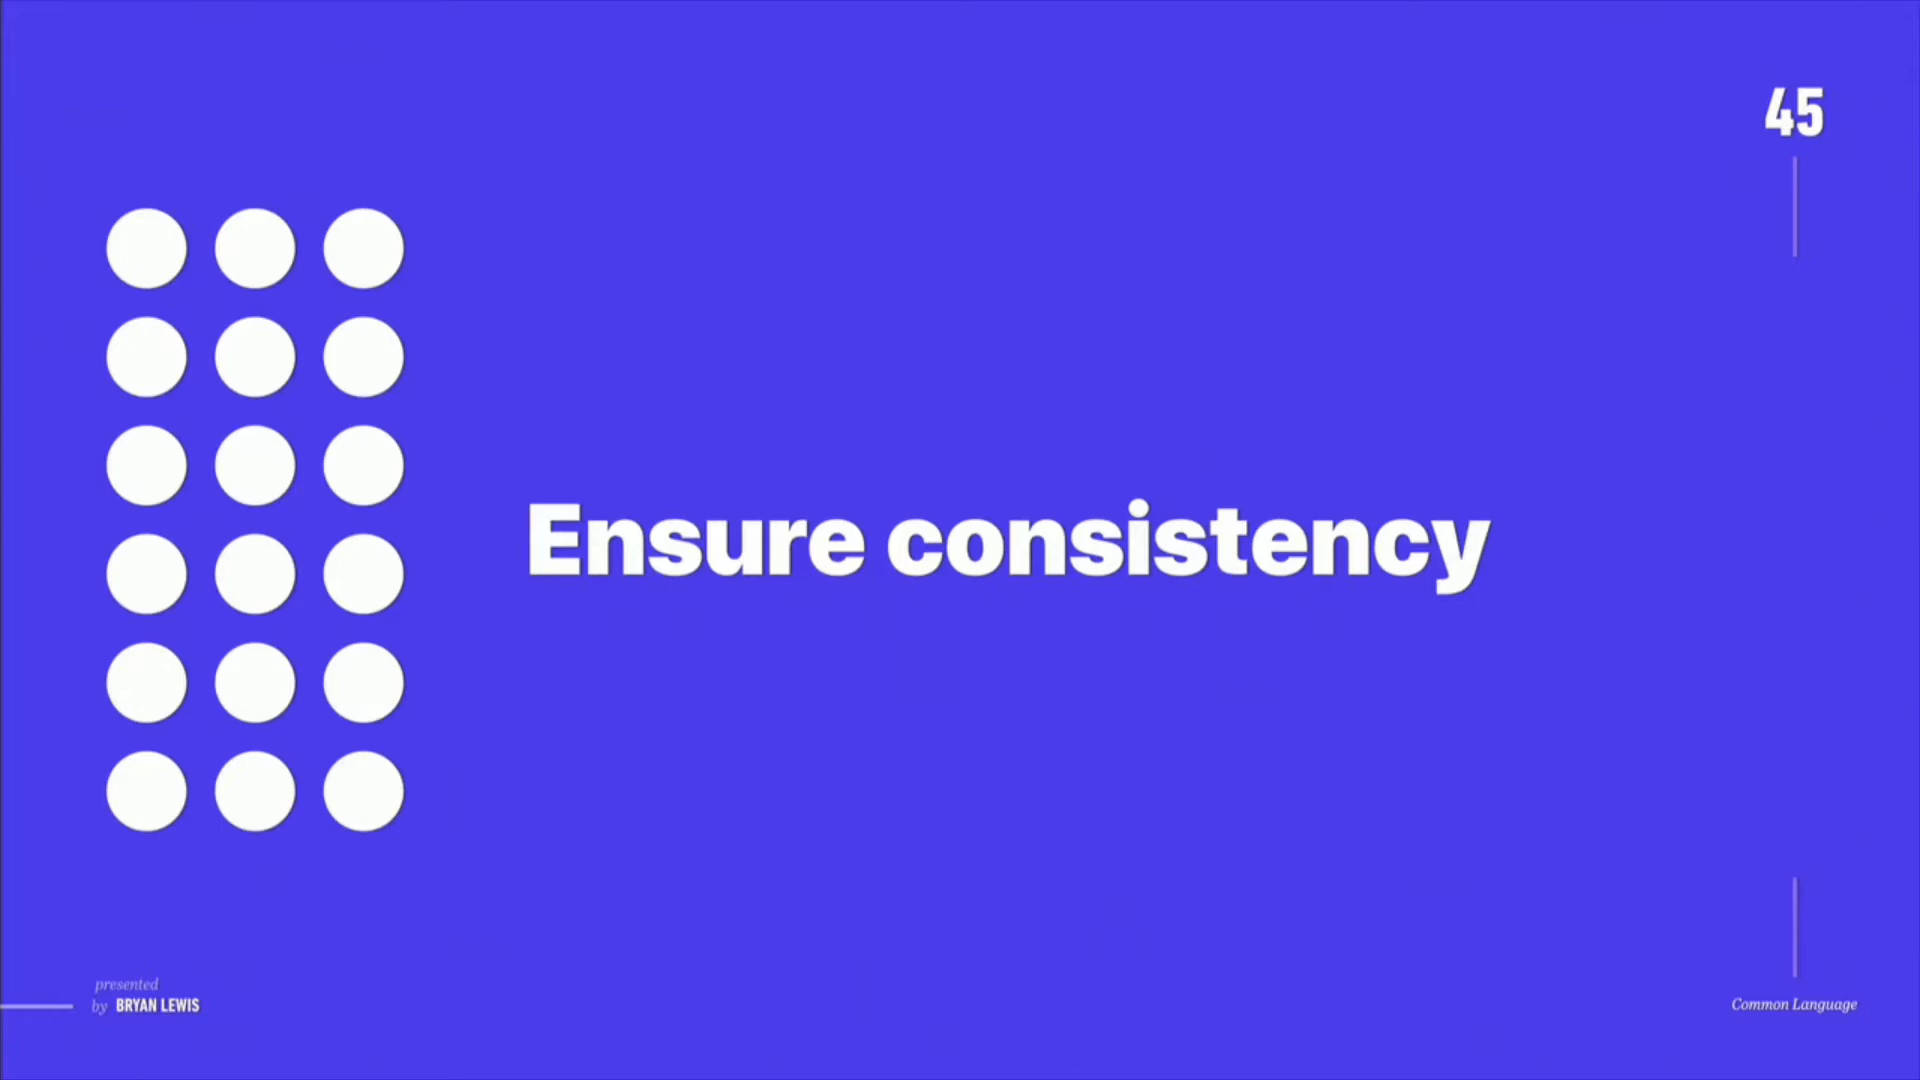 45
Ensure consistency
presented
by BRYAN LEWIS
Common Language